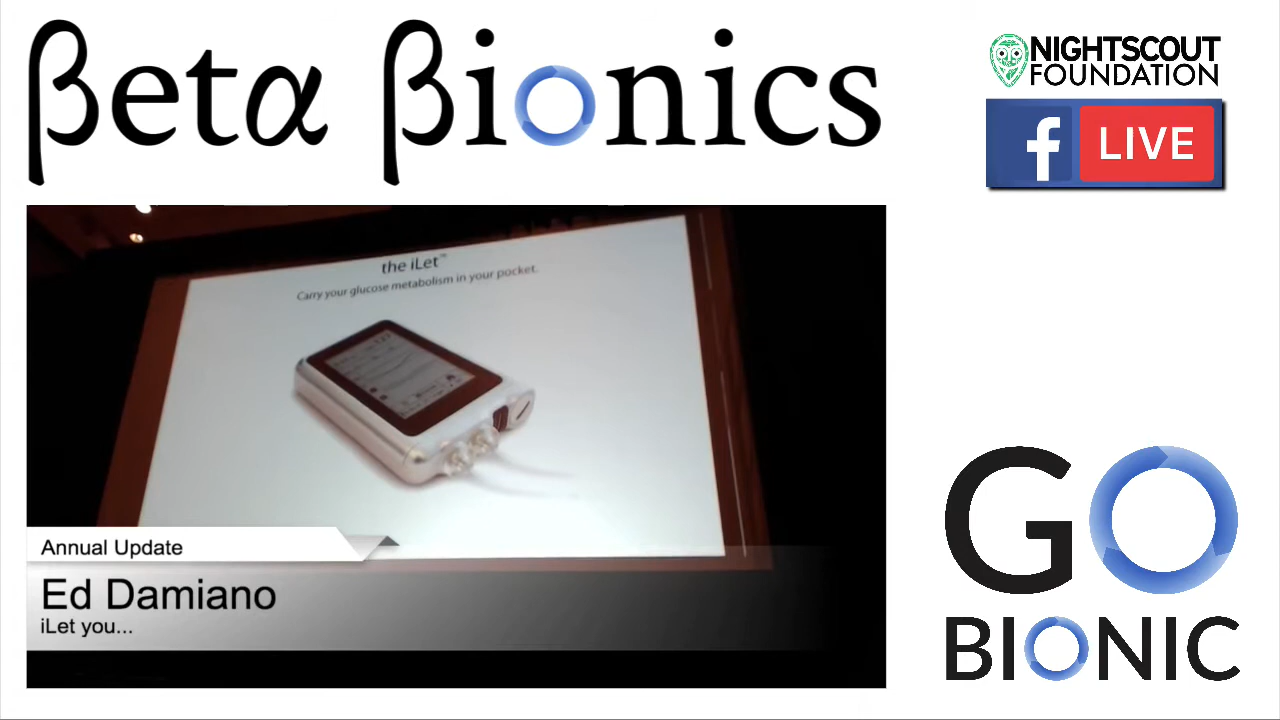 βetα βionics
NIGHTSCOUT
FOUNDATION
f LIVE
the iLet™
Carry your glucose metabolism in your pocket.
Annual Update
Ed Damiano
iLet you...
GO
BIONIC